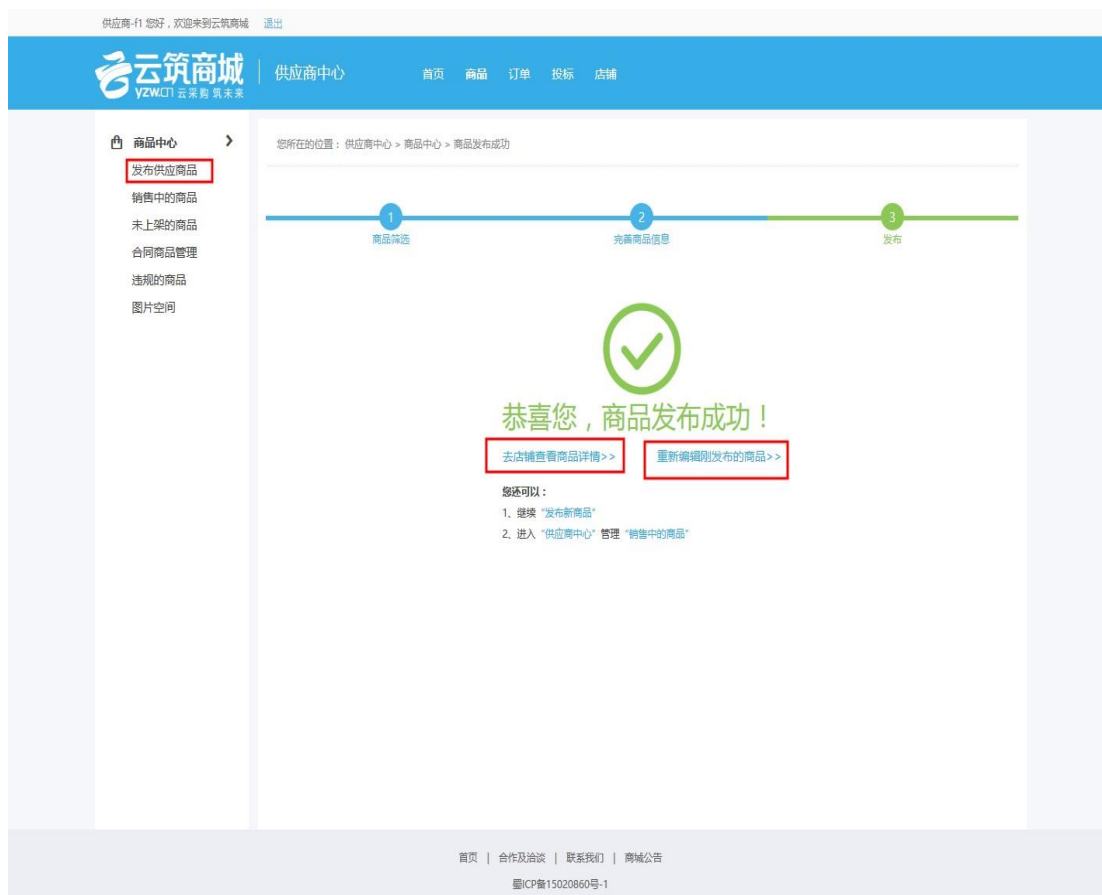 供应商-f1 您好，欢迎来到云筑商城 退出
云筑商城
yzw.cn 云采购 筑未来
供应商中心 首页 商品 订单 投标 店铺
商品中心
发布供应商品
销售中的商品
未上架的商品
合同商品管理
违规的商品
图片空间
您所在的位置：供应商中心 > 商品中心 > 商品发布成功
1 2 3
商品筛选 完善商品信息 发布
恭喜您，商品发布成功！
去店铺查看商品详情>> 重新编辑刚发布的商品>>
您还可以：
1、继续 "发布新商品"
2、进入 "供应商中心" 管理 "销售中的商品"
首页 | 合作及洽谈 | 联系我们 | 商城公告
蜀ICP备15020860号-1